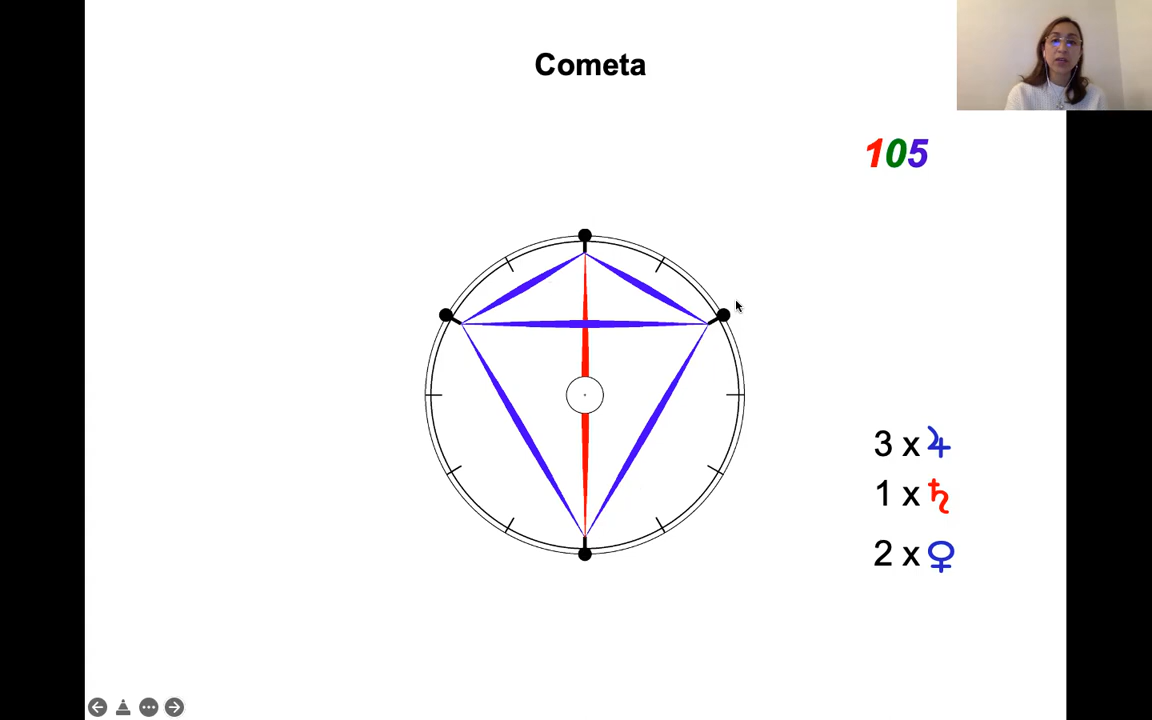 Cometa
105
3 x ♃
1 x ♄
2 x ♀